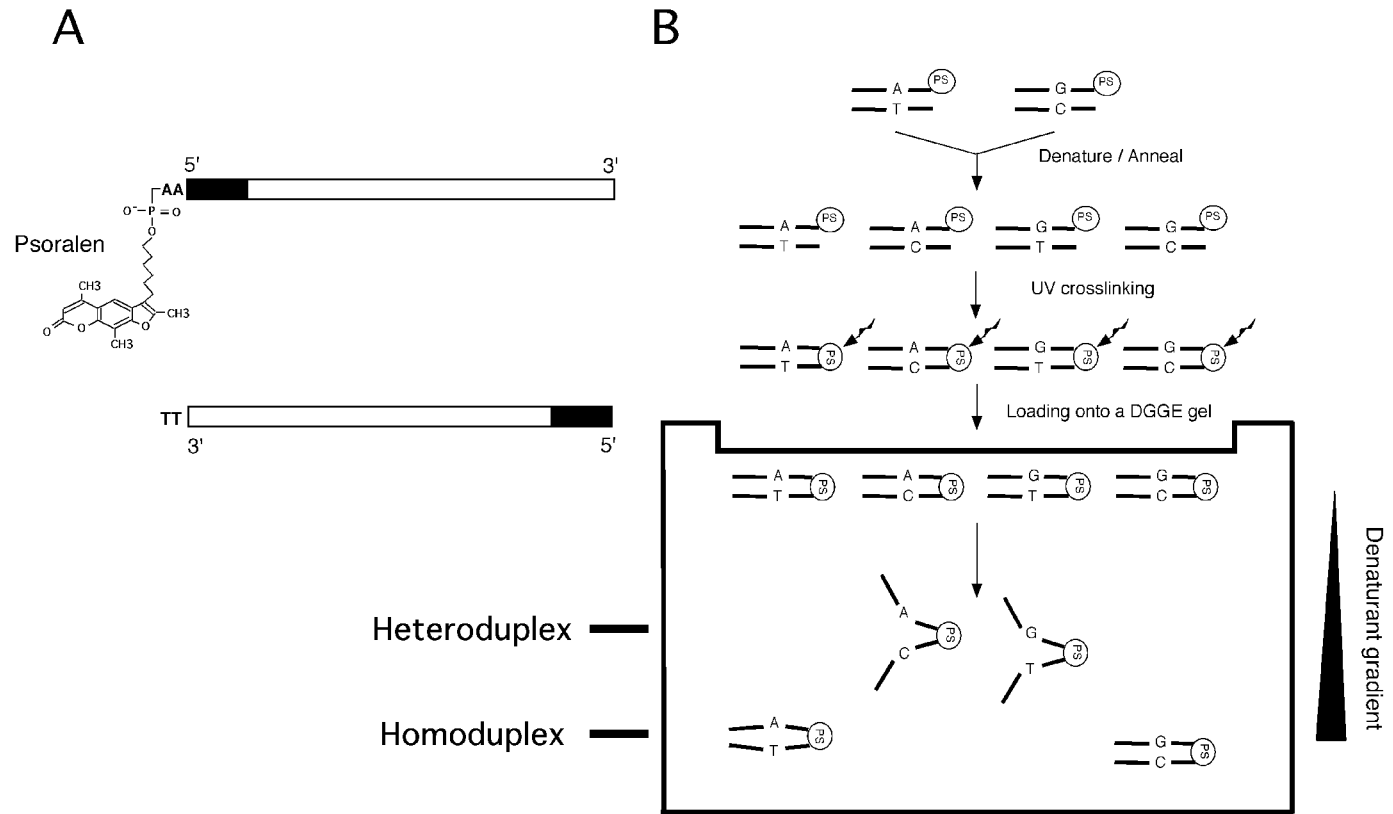 A
B
5'
3'
AA
O⁻
P
=
O
O
Psoralen
CH3
CH3
O
O
O
CH3
TT
3'
5'
A
PS
T
G
PS
C
Denature / Anneal
A
PS
T
A
PS
C
G
PS
T
G
PS
C
UV crosslinking
A
T
PS
A
C
PS
G
T
PS
G
C
PS
Loading onto a DGGE gel
A
T
PS
A
C
PS
G
T
PS
G
C
PS
Denaturant gradient
Heteroduplex
A
C
PS
G
T
PS
Homoduplex
A
T
PS
G
C
PS